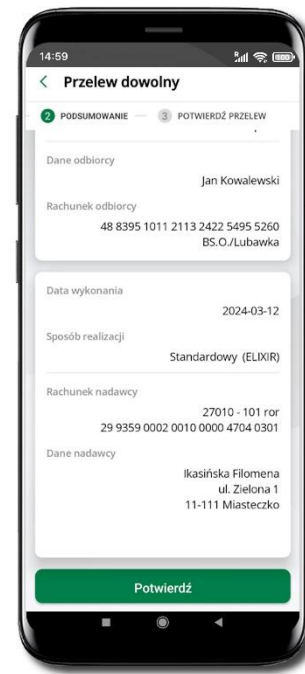 14:59
Przelew dowolny
2 PODSUMOWANIE 3 POTWIERDŹ PRZELEW
Dane odbiorcy
Jan Kowalewski
Rachunek odbiorcy
48 8395 1011 2113 2422 5495 5260
BS.O./Lubawka
Data wykonania
2024-03-12
Sposób realizacji
Standardowy (ELIXIR)
Rachunek nadawcy
27010 - 101 ror
29 9359 0002 0010 0000 4704 0301
Dane nadawcy
Ikasińska Filomena
ul. Zielona 1
11-111 Miasteczko
Potwierdź